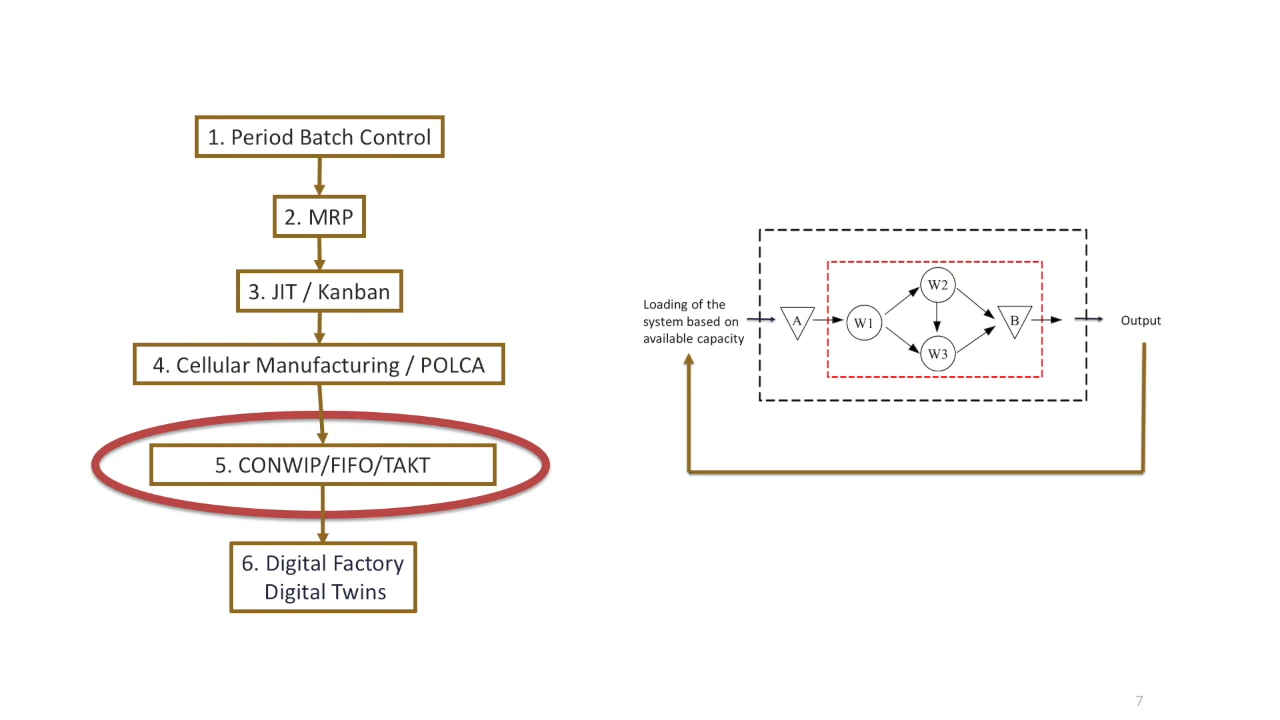 1. Period Batch Control
2. MRP
3. JIT / Kanban
4. Cellular Manufacturing / POLCA
5. CONWIP/FIFO/TAKT
6. Digital Factory
Digital Twins
Loading of the
system based on
available capacity
A
W1
W2
W3
B
Output
7